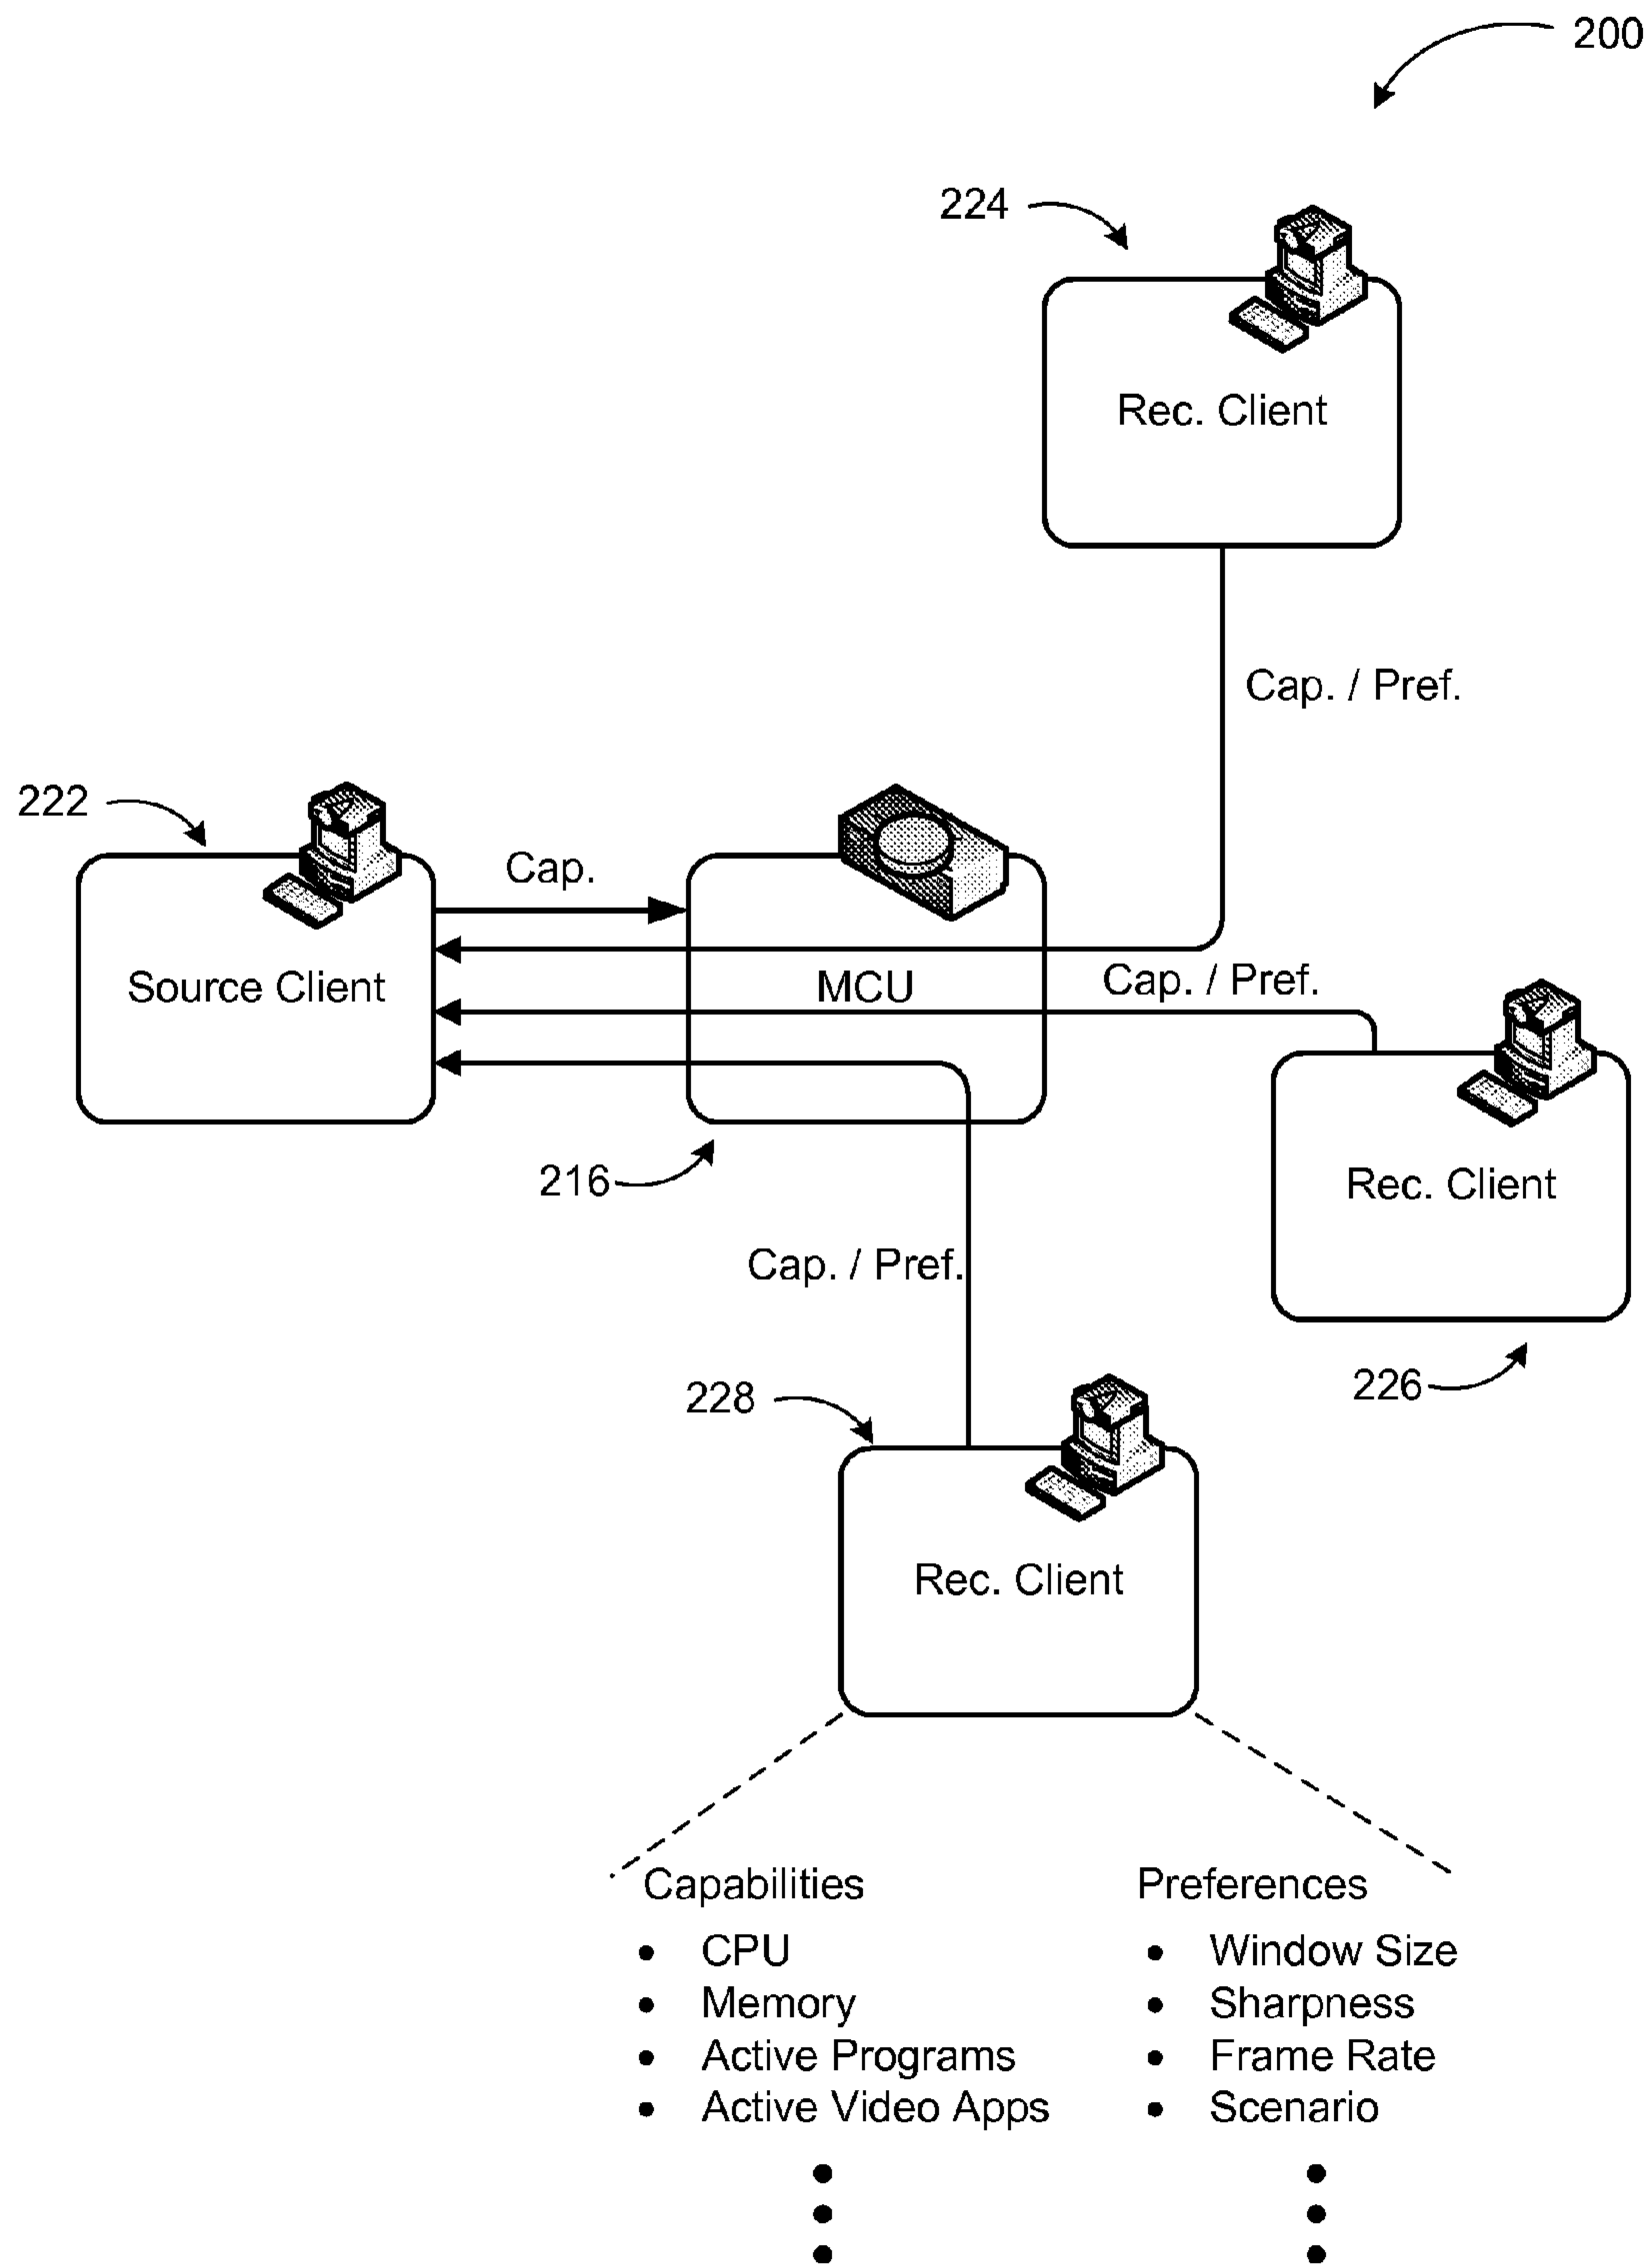 200
224
Rec. Client
Cap. / Pref.
222
Cap.
Source Client
MCU
Cap. / Pref.
216
Rec. Client
Cap. / Pref.
226
228
Rec. Client
Capabilities
• CPU
• Memory
• Active Programs
• Active Video Apps
Preferences
• Window Size
• Sharpness
• Frame Rate
• Scenario